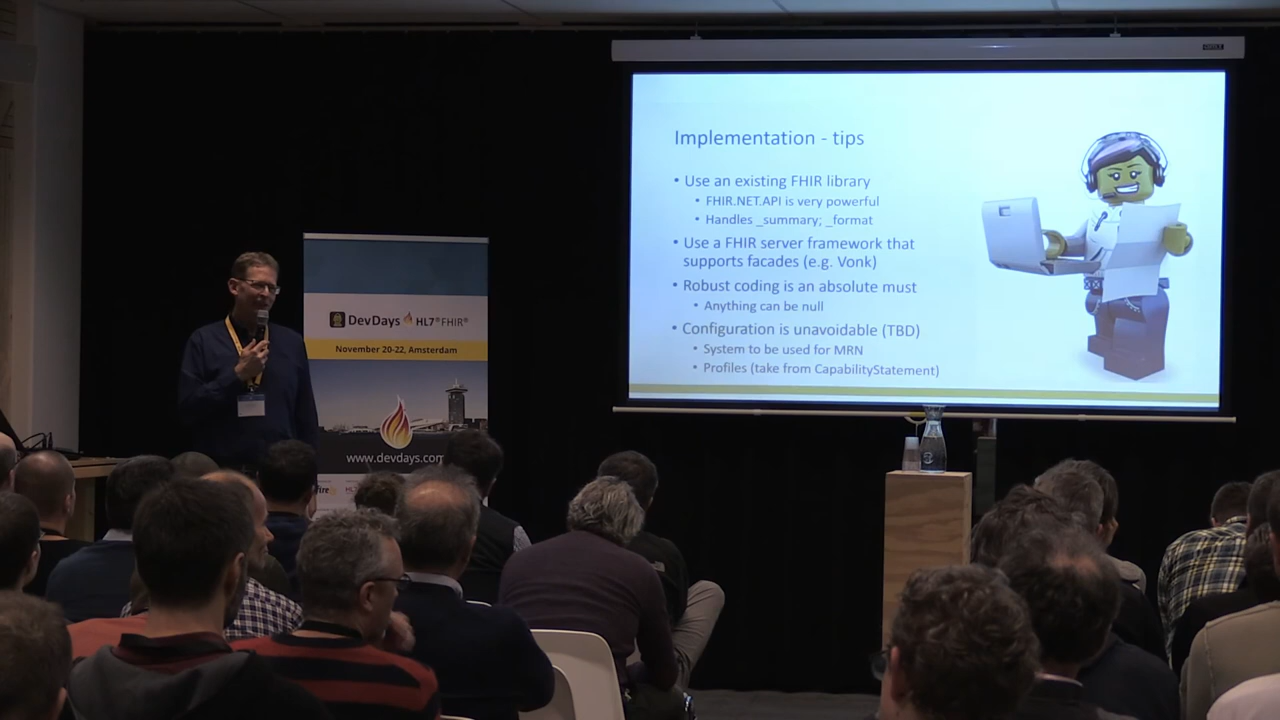 Implementation - tips
• Use an existing FHIR library
• FHIR.NET.API is very powerful
• Handles _summary; _format
• Use a FHIR server framework that
supports facades (e.g. Vonk)
• Robust coding is an absolute must
• Anything can be null
• Configuration is unavoidable (TBD)
• System to be used for MRN
• Profiles (take from CapabilityStatement)
DevDays HL7® FHIR®
November 20-22, Amsterdam
www.devdays.com